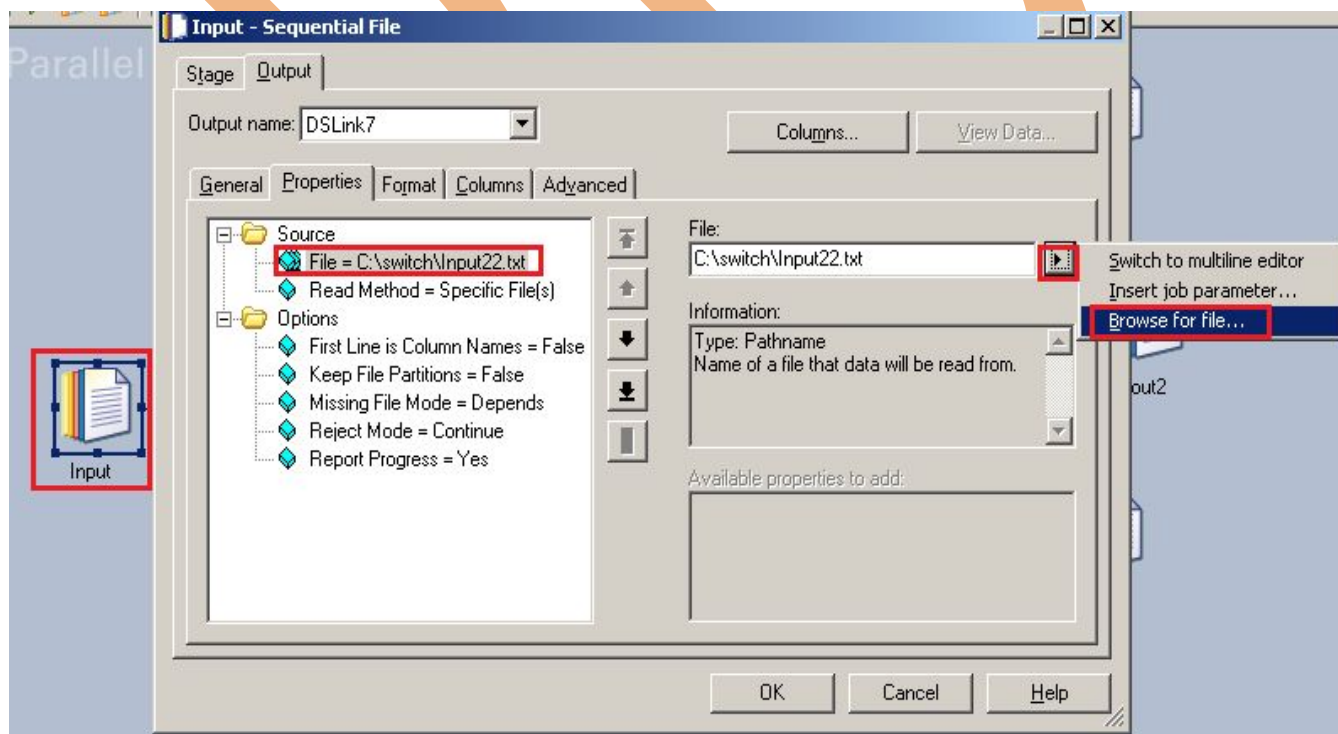 Parallel
Input - Sequential File
Stage
Output
Output name: DSLink7
Columns...
View Data...
General
Properties
Format
Columns
Advanced
Source
File = C:\switch\Input22.txt
Read Method = Specific File(s)
Options
First Line is Column Names = False
Keep File Partitions = False
Missing File Mode = Depends
Reject Mode = Continue
Report Progress = Yes
File:
C:\switch\Input22.txt
Information:
Type: Pathname
Name of a file that data will be read from.
Available properties to add:
Switch to multiline editor
Insert job parameter...
Browse for file...
out2
Input
OK
Cancel
Help